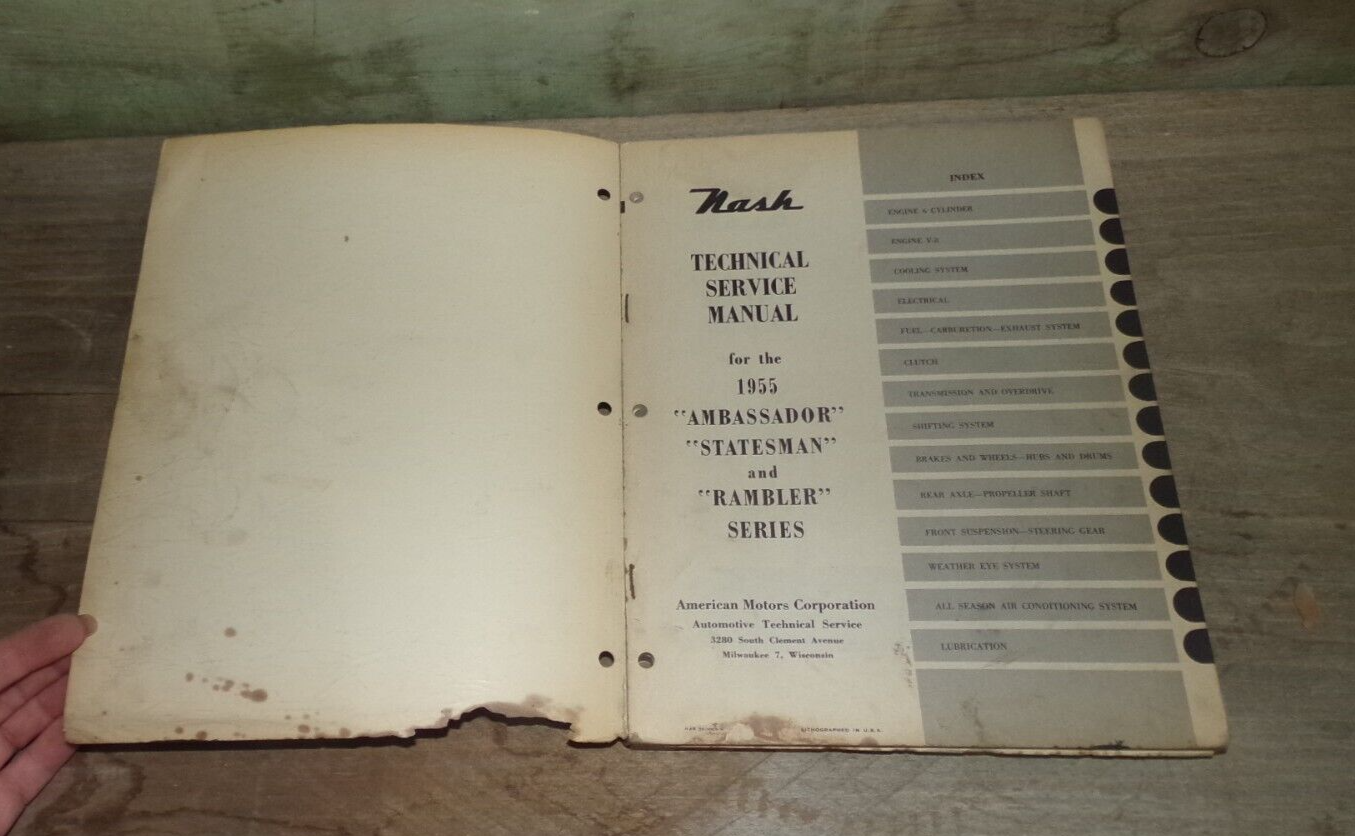 Nash
TECHNICAL
SERVICE
MANUAL
for the
1955
"AMBASSADOR"
"STATESMAN"
and
"RAMBLER"
SERIES
American Motors Corporation
Automotive Technical Service
3280 South Clement Avenue
Milwaukee 7, Wisconsin
LITHOGRAPHED IN U.S.A.
INDEX
ENGINE 6 CYLINDER
ENGINE V-8
COOLING SYSTEM
ELECTRICAL
FUEL—CARBURETION—EXHAUST SYSTEM
CLUTCH
TRANSMISSION AND OVERDRIVE
SHIFTING SYSTEM
BRAKES AND WHEELS—HUBS AND DRUMS
REAR AXLE—PROPELLER SHAFT
FRONT SUSPENSION—STEERING GEAR
WEATHER EYE SYSTEM
ALL SEASON AIR CONDITIONING SYSTEM
LUBRICATION